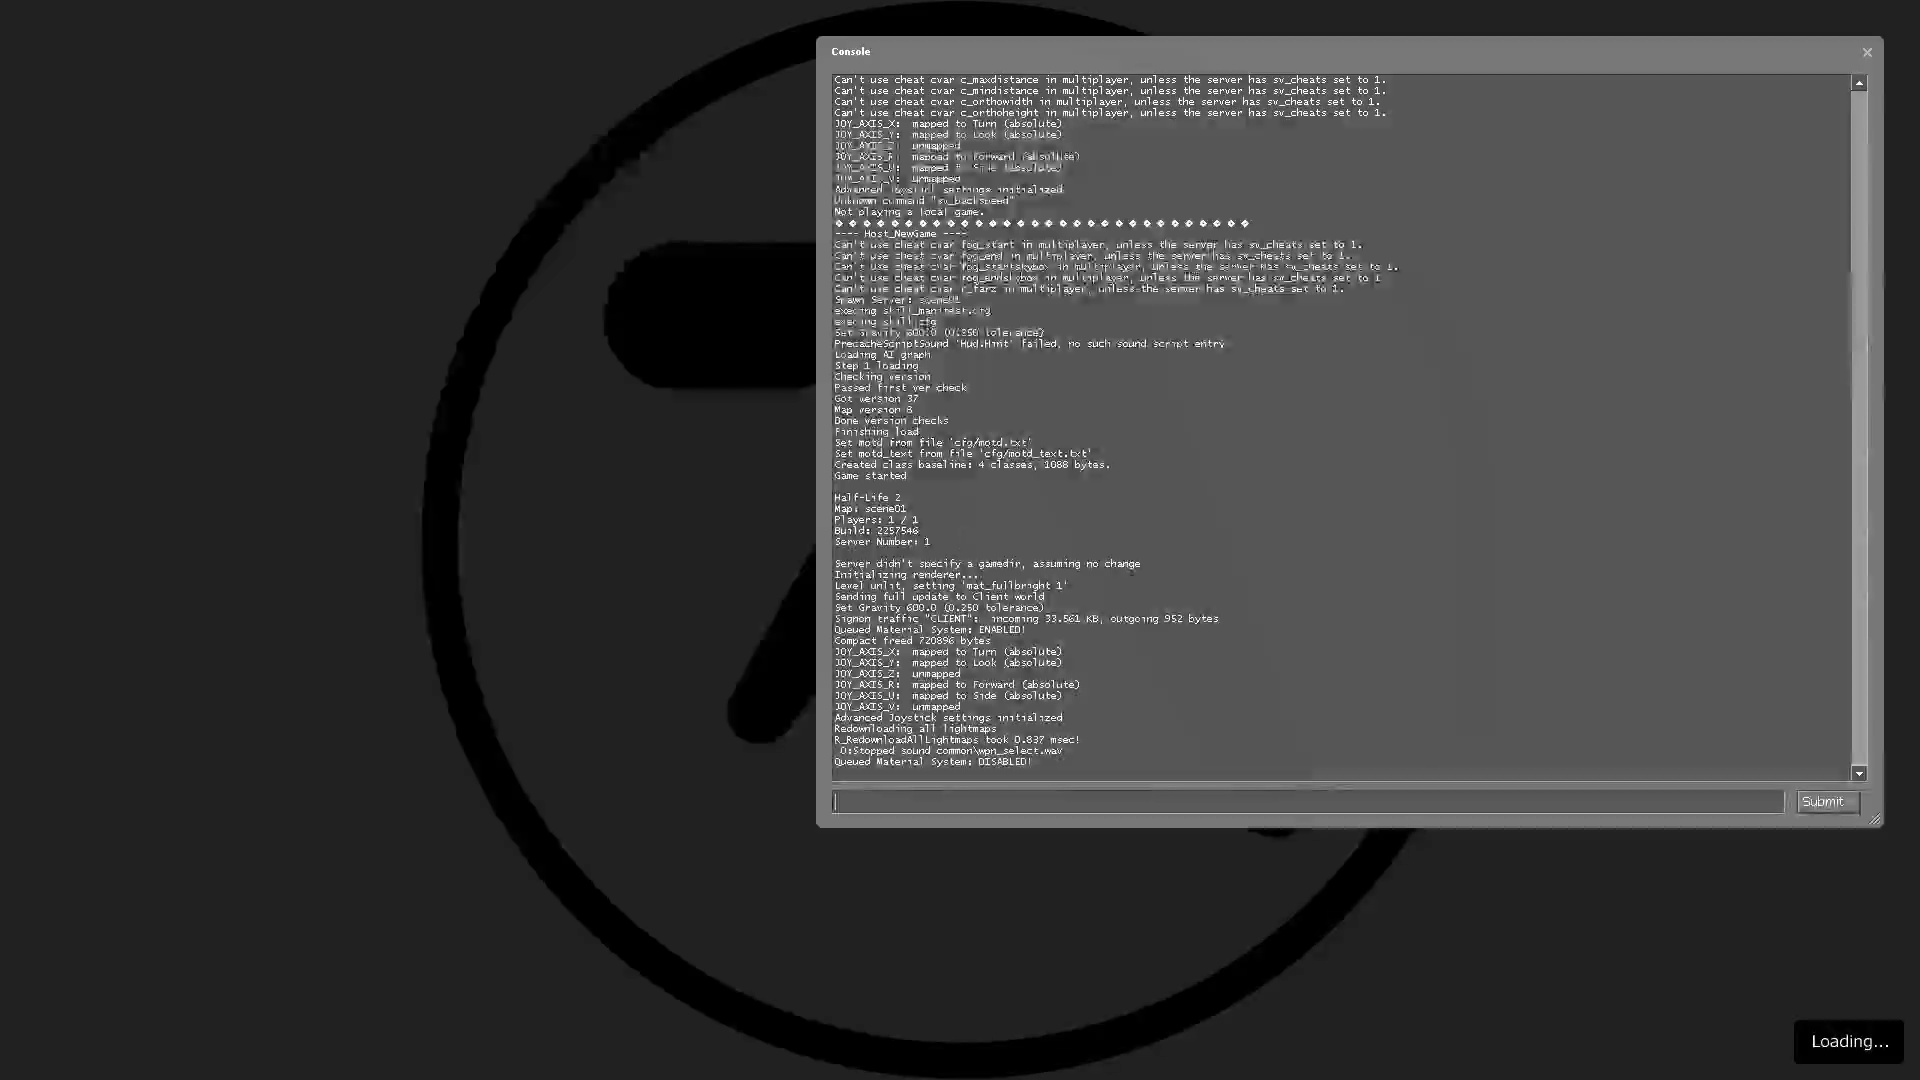 Console
Can't use cheat cvar c_maxdistance in multiplayer, unless the server has sv_cheats set to 1.
Can't use cheat cvar c_mindistance in multiplayer, unless the server has sv_cheats set to 1.
Can't use cheat cvar c_orthowidth in multiplayer, unless the server has sv_cheats set to 1.
Can't use cheat cvar c_orthoheight in multiplayer, unless the server has sv_cheats set to 1.
JOY_AXIS_X:  mapped to Turn (absolute)
JOY_AXIS_Y:  mapped to Look (absolute)
JOY_AXIS_Z:  unmapped
JOY_AXIS_R:  mapped to Forward (absolute)
JOY_AXIS_U:  mapped to Side (absolute)
JOY_AXIS_V:  unmapped
Advanced Joystick settings initialized
Unknown command "sv_backspeed"
Not playing a local game.
---- Host_NewGame ----
Can't use cheat cvar fog_start in multiplayer, unless the server has sv_cheats set to 1.
Can't use cheat cvar fog_end in multiplayer, unless the server has sv_cheats set to 1.
Can't use cheat cvar fog_startskybox in multiplayer, unless the server has sv_cheats set to 1.
Can't use cheat cvar fog_endskybox in multiplayer, unless the server has sv_cheats set to 1
Can't use cheat cvar r_farz in multiplayer, unless the server has sv_cheats set to 1.
Spawn Server: scene01
execing skill_manifest.cfg
execing skill.cfg
Set Gravity 600.0 (0.250 tolerance)
PrecacheScriptSound 'Hud.Hint' failed, no such sound script entry
Loading AI graph
Step 1 loading
Checking version
Passed first ver check
Got version 37
Map version 8
Done version checks
Finishing load
Set motd from file 'cfg/motd.txt'
Set motd_text from file 'cfg/motd_text.txt'
Created class baseline: 4 classes, 1088 bytes.
Game started
Half-Life 2
Map: scene01
Players: 1 / 1
Build: 2257546
Server Number: 1
Server didn't specify a gamedir, assuming no change
Initializing renderer...
Level unlit, setting 'mat_fullbright 1'
Sending full update to Client world
Set Gravity 600.0 (0.250 tolerance)
Signon traffic "CLIENT":  incoming 33.561 KB, outgoing 952 bytes
Queued Material System: ENABLED!
Compact freed 720896 bytes
JOY_AXIS_X:  mapped to Turn (absolute)
JOY_AXIS_Y:  mapped to Look (absolute)
JOY_AXIS_Z:  unmapped
JOY_AXIS_R:  mapped to Forward (absolute)
JOY_AXIS_U:  mapped to Side (absolute)
JOY_AXIS_V:  unmapped
Advanced Joystick settings initialized
Redownloading all lightmaps
R_RedownloadAllLightmaps took 0.837 msec!
0:Stopped sound common\wpn_select.wav
Queued Material System: DISABLED!
Submit
Loading...